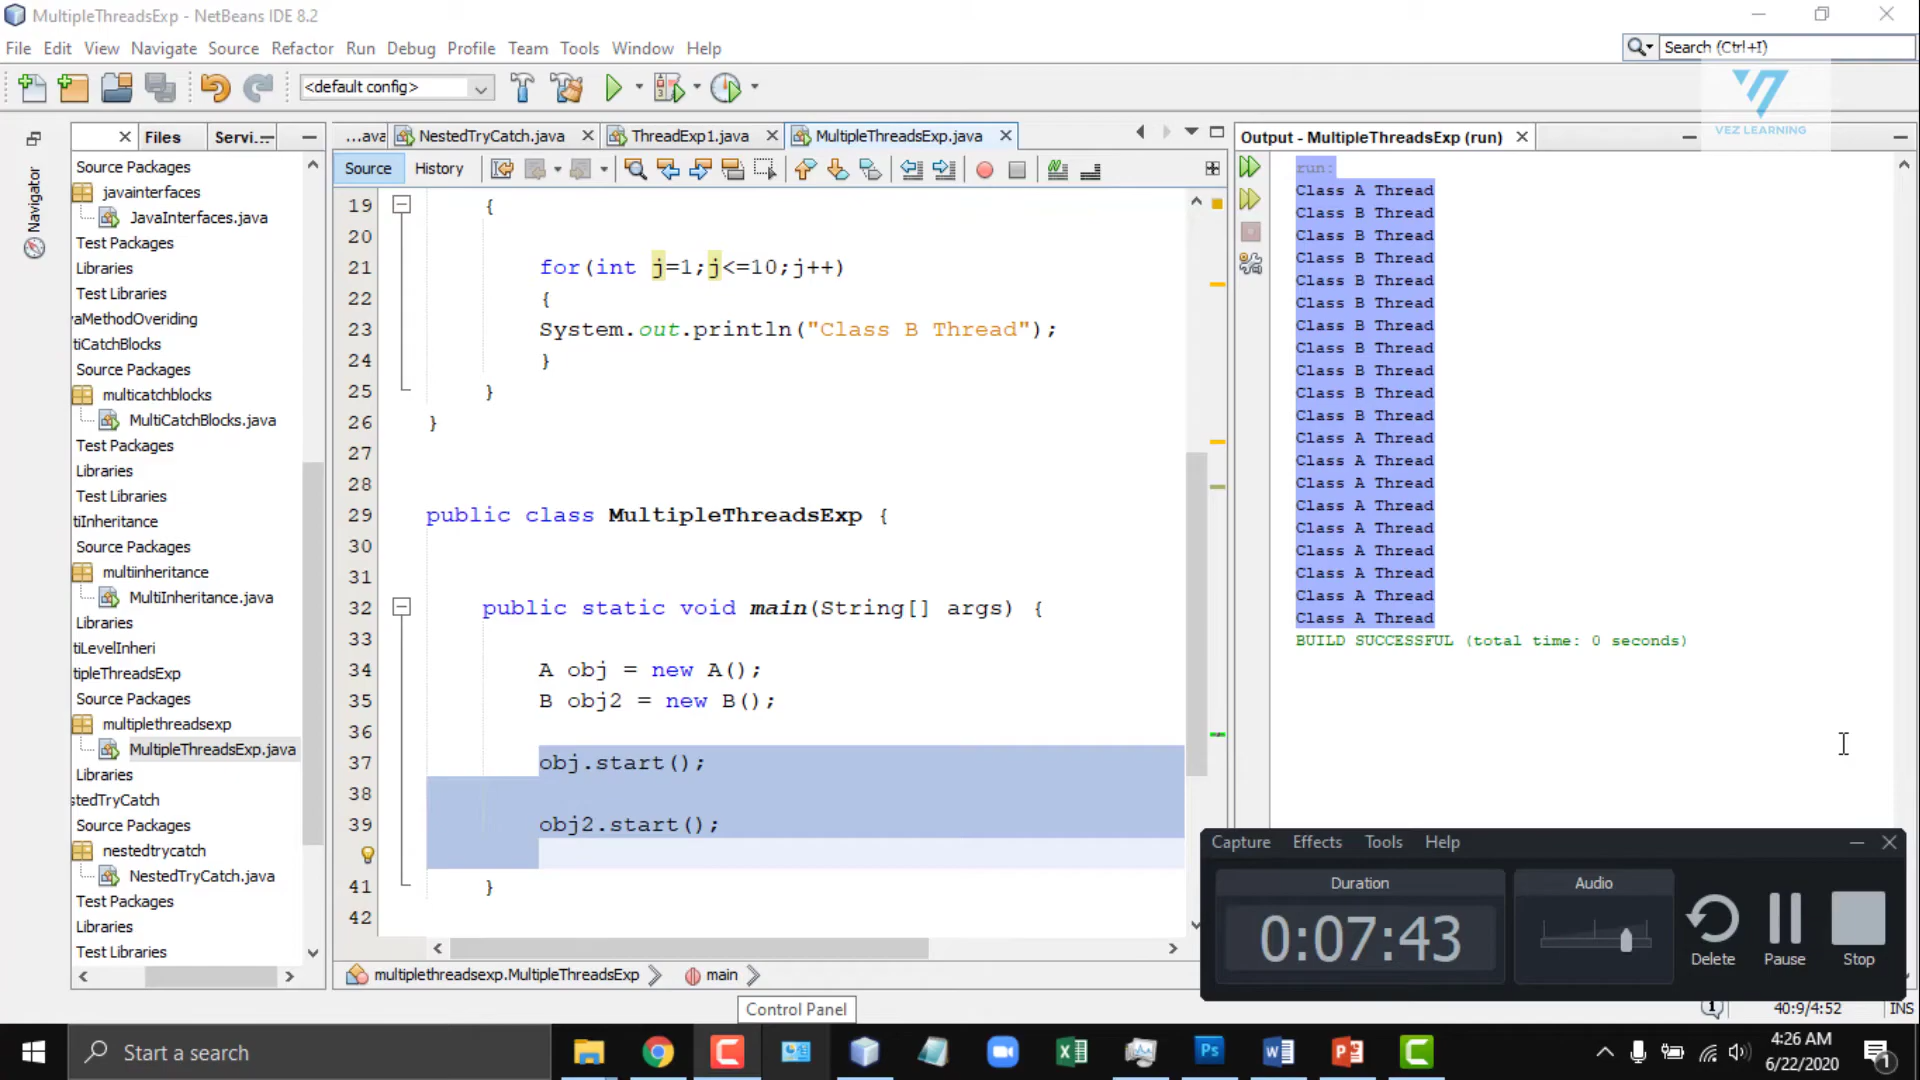 MultipleThreadsExp - NetBeans IDE 8.2
File Edit View Navigate Source Refactor Run Debug Profile Team Tools Window Help
Search (Ctrl+I)
<default config>
VEZ LEARNING
Navigator
Files
Servi...
Source Packages
javainterfaces
JavaInterfaces.java
Test Packages
Libraries
Test Libraries
vaMethodOveriding
tiCatchBlocks
Source Packages
multicatchblocks
MultiCatchBlocks.java
Test Packages
Libraries
Test Libraries
tiInheritance
Source Packages
multiinheritance
MultiInheritance.java
Libraries
tiLevelInheri
tipleThreadsExp
Source Packages
multiplethreadsexp
MultipleThreadsExp.java
Libraries
stedTryCatch
Source Packages
nestedtrycatch
NestedTryCatch.java
Test Packages
Libraries
Test Libraries
...ava NestedTryCatch.java ThreadExp1.java MultipleThreadsExp.java
Source History
19 {
20
21 for(int j=1;j<=10;j++)
22 {
23 System.out.println("Class B Thread");
24 }
25 }
26 }
27
28
29 public class MultipleThreadsExp {
30
31
32 public static void main(String[] args) {
33
34 A obj = new A();
35 B obj2 = new B();
36
37 obj.start();
38
39 obj2.start();
41 }
42
multiplethreadsexp.MultipleThreadsExp main
Control Panel
Output - MultipleThreadsExp (run)
run:
Class A Thread
Class B Thread
Class B Thread
Class B Thread
Class B Thread
Class B Thread
Class B Thread
Class B Thread
Class B Thread
Class B Thread
Class B Thread
Class A Thread
Class A Thread
Class A Thread
Class A Thread
Class A Thread
Class A Thread
Class A Thread
Class A Thread
Class A Thread
BUILD SUCCESSFUL (total time: 0 seconds)
Capture Effects Tools Help
Duration
0:07:43
Audio
Delete
Pause
Stop
1
40:9/4:52
INS
Start a search
4:26 AM
6/22/2020
1